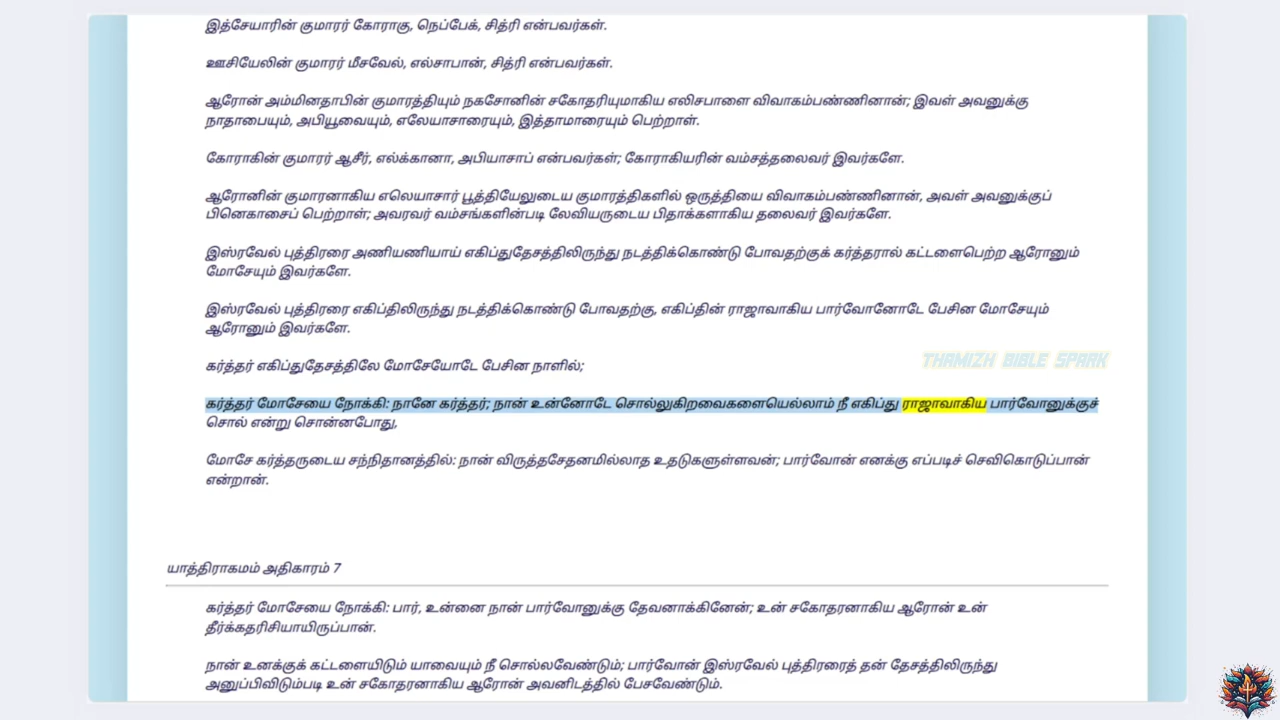 இத்சேயாரின் குமாரர் கோராகு, நெப்பேக், சித்ரி என்பவர்கள்.
ஊசியேலின் குமாரர் மீசவேல், எல்சாபான், சித்ரி என்பவர்கள்.
ஆரோன் அம்மினதாபின் குமாரத்தியும் நகசோனின் சகோதரியுமாகிய எலிசபாளை விவாகம்பண்ணினான்; இவள் அவனுக்கு
நாதாபையும், அபியூவையும், எலேயாசாரையும், இத்தாமாரையும் பெற்றாள்.
கோராகின் குமாரர் ஆசீர், எல்க்கானா, அபியாசாப் என்பவர்கள்; கோராகியரின் வம்சத்தலைவர் இவர்களே.
ஆரோனின் குமாரனாகிய எலெயாசார் பூத்தியேலுடைய குமாரத்திகளில் ஒருத்தியை விவாகம்பண்ணினான், அவள் அவனுக்குப்
பினெகாசைப் பெற்றாள்; அவரவர் வம்சங்களின்படி லேவியருடைய பிதாக்களாகிய தலைவர் இவர்களே.
இஸ்ரவேல் புத்திரரை அணியணியாய் எகிப்துதேசத்திலிருந்து நடத்திக்கொண்டு போவதற்குக் கர்த்தரால் கட்டளைபெற்ற ஆரோனும்
மோசேயும் இவர்களே.
இஸ்ரவேல் புத்திரரை எகிப்திலிருந்து நடத்திக்கொண்டு போவதற்கு, எகிப்தின் ராஜாவாகிய பார்வோனோடே பேசின மோசேயும்
ஆரோனும் இவர்களே.
THAMIZH BIBLE SPARK
கர்த்தர் எகிப்துதேசத்திலே மோசேயோடே பேசின நாளில்;
கர்த்தர் மோசேயை நோக்கி: நானே கர்த்தர்; நான் உன்னோடே சொல்லுகிறவைகளையெல்லாம் நீ எகிப்து ராஜாவாகிய பார்வோனுக்குச்
சொல் என்று சொன்னபோது,
மோசே கர்த்தருடைய சந்நிதானத்தில்: நான் விருத்தசேதனமில்லாத உதடுகளுள்ளவன்; பார்வோன் எனக்கு எப்படிச் செவிகொடுப்பான்
என்றான்.
யாத்திராகமம் அதிகாரம் 7
கர்த்தர் மோசேயை நோக்கி: பார், உன்னை நான் பார்வோனுக்கு தேவனாக்கினேன்; உன் சகோதரனாகிய ஆரோன் உன்
தீர்க்கதரிசியாயிருப்பான்.
நான் உனக்குக் கட்டளையிடும் யாவையும் நீ சொல்லவேண்டும்; பார்வோன் இஸ்ரவேல் புத்திரரைத் தன் தேசத்திலிருந்து
அனுப்பிவிடும்படி உன் சகோதரனாகிய ஆரோன் அவனிடத்தில் பேசவேண்டும்.